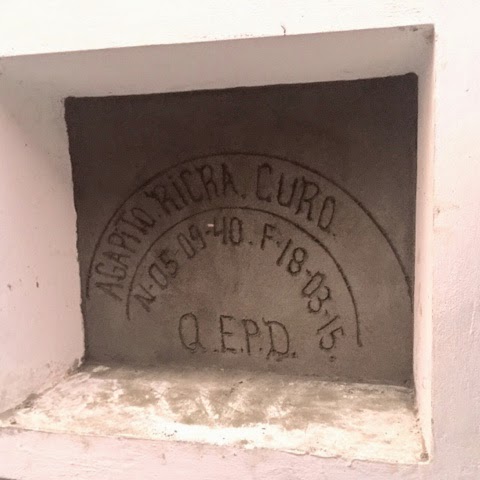 AGAPITO. RICRA. CURO.
N-05-09-40. F-18-03-15.
Q.E.P.D.